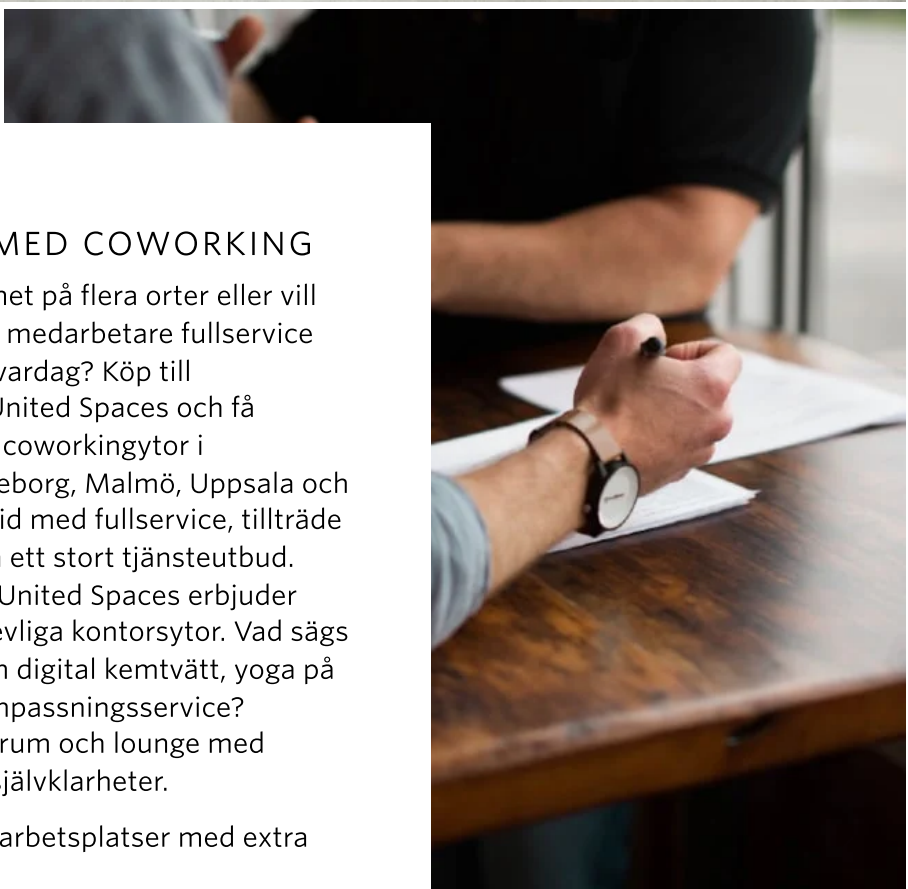 MED COWORKING
net på flera orter eller vill
medarbetare fullservice
vardag? Köp till
United Spaces och få
coworkingytor i
eborg, Malmö, Uppsala och
id med fullservice, tillträde
ett stort tjänsteutbud.
United Spaces erbjuder
evliga kontorsytor. Vad sägs
digital kemtvätt, yoga på
npassningsservice?
rum och lounge med
självklarheter.
arbetsplatser med extra